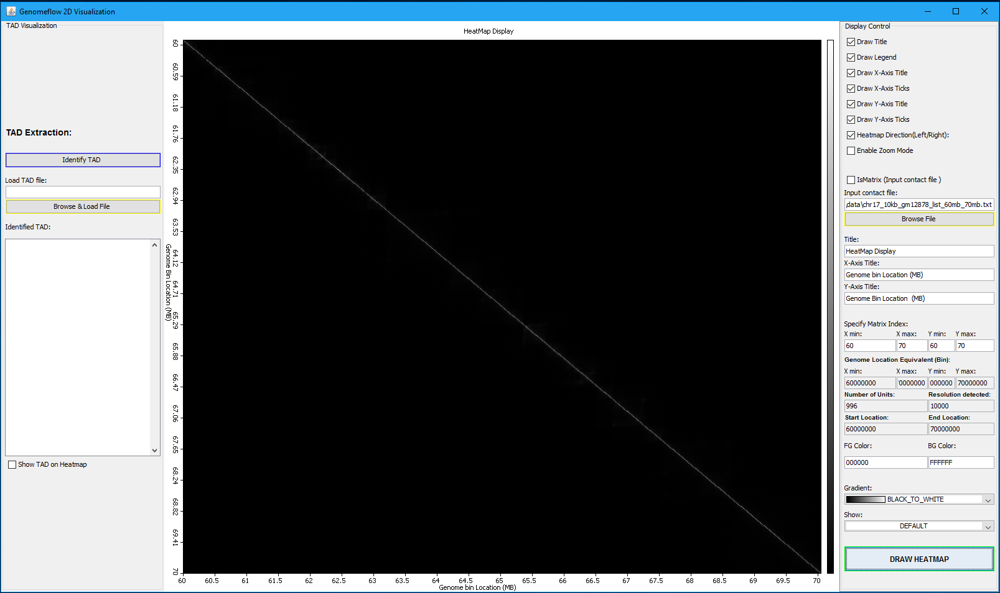 Genomeflow 2D Visualization
TAD Visualization
TAD Extraction:
Identify TAD
Load TAD file:
Browse & Load File
Identified TAD:
Show TAD on Heatmap
HeatMap Display
60
60.59
61.18
61.76
62.35
62.94
63.53
64.12
64.71
65.29
65.88
66.47
67.06
67.65
68.24
68.82
69.41
70
Genome Bin Location (MB)
60 60.5 61 61.5 62 62.5 63 63.5 64 64.5 65 65.5 66 66.5 67 67.5 68 68.5 69 69.5 70
Genome bin Location (MB)
Display Control
Draw Title
Draw Legend
Draw X-Axis Title
Draw X-Axis Ticks
Draw Y-Axis Title
Draw Y-Axis Ticks
Heatmap Direction(Left/Right):
Enable Zoom Mode
IsMatrix (Input contact file )
Input contact file:
data\chr17_10kb_gm12878_list_60mb_70mb.txt
Browse File
Title:
HeatMap Display
X-Axis Title:
Genome bin Location (MB)
Y-Axis Title:
Genome Bin Location  (MB)
Specify Matrix Index:
X min: X max: Y min: Y max:
60 70 60 70
Genome Location Equivalent (Bin):
X min: X max: Y min: Y max:
60000000 0000000 000000 70000000
Number of Units: Resolution detected:
996 10000
Start Location: End Location:
60000000 70000000
FG Color: BG Color:
000000 FFFFFF
Gradient:
BLACK_TO_WHITE
Show:
DEFAULT
DRAW HEATMAP